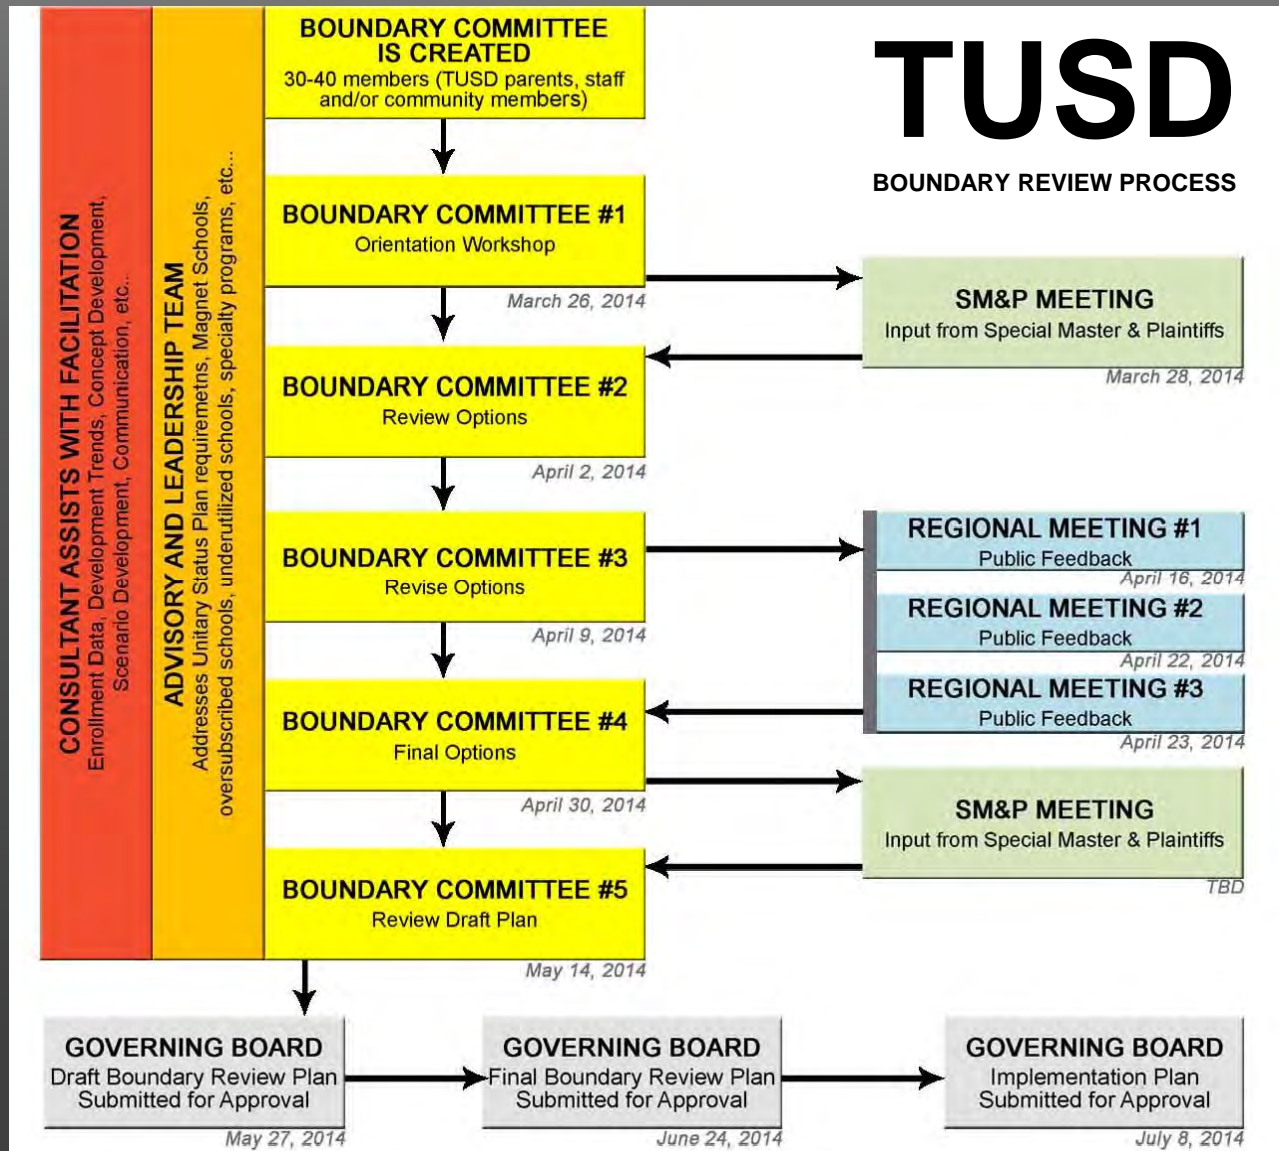 TUSD
BOUNDARY REVIEW PROCESS
CONSULTANT ASSISTS WITH FACILITATION
Enrollment Data, Development Trends, Concept Development,
Scenario Development, Communication, etc..
ADVISORY AND LEADERSHIP TEAM
Addresses Unitary Status Plan requiremetns, Magnet Schools,
oversubscribed schools, underutilized schools, specialty programs, etc...
BOUNDARY COMMITTEE
IS CREATED
30-40 members (TUSD parents, staff
and/or community members)
BOUNDARY COMMITTEE #1
Orientation Workshop
March 26, 2014
SM&P MEETING
Input from Special Master & Plaintiffs
March 28, 2014
BOUNDARY COMMITTEE #2
Review Options
April 2, 2014
BOUNDARY COMMITTEE #3
Revise Options
April 9, 2014
REGIONAL MEETING #1
Public Feedback
April 16, 2014
REGIONAL MEETING #2
Public Feedback
April 22, 2014
REGIONAL MEETING #3
Public Feedback
April 23, 2014
BOUNDARY COMMITTEE #4
Final Options
April 30, 2014
SM&P MEETING
Input from Special Master & Plaintiffs
TBD
BOUNDARY COMMITTEE #5
Review Draft Plan
May 14, 2014
GOVERNING BOARD
Draft Boundary Review Plan
Submitted for Approval
May 27, 2014
GOVERNING BOARD
Final Boundary Review Plan
Submitted for Approval
June 24, 2014
GOVERNING BOARD
Implementation Plan
Submitted for Approval
July 8, 2014